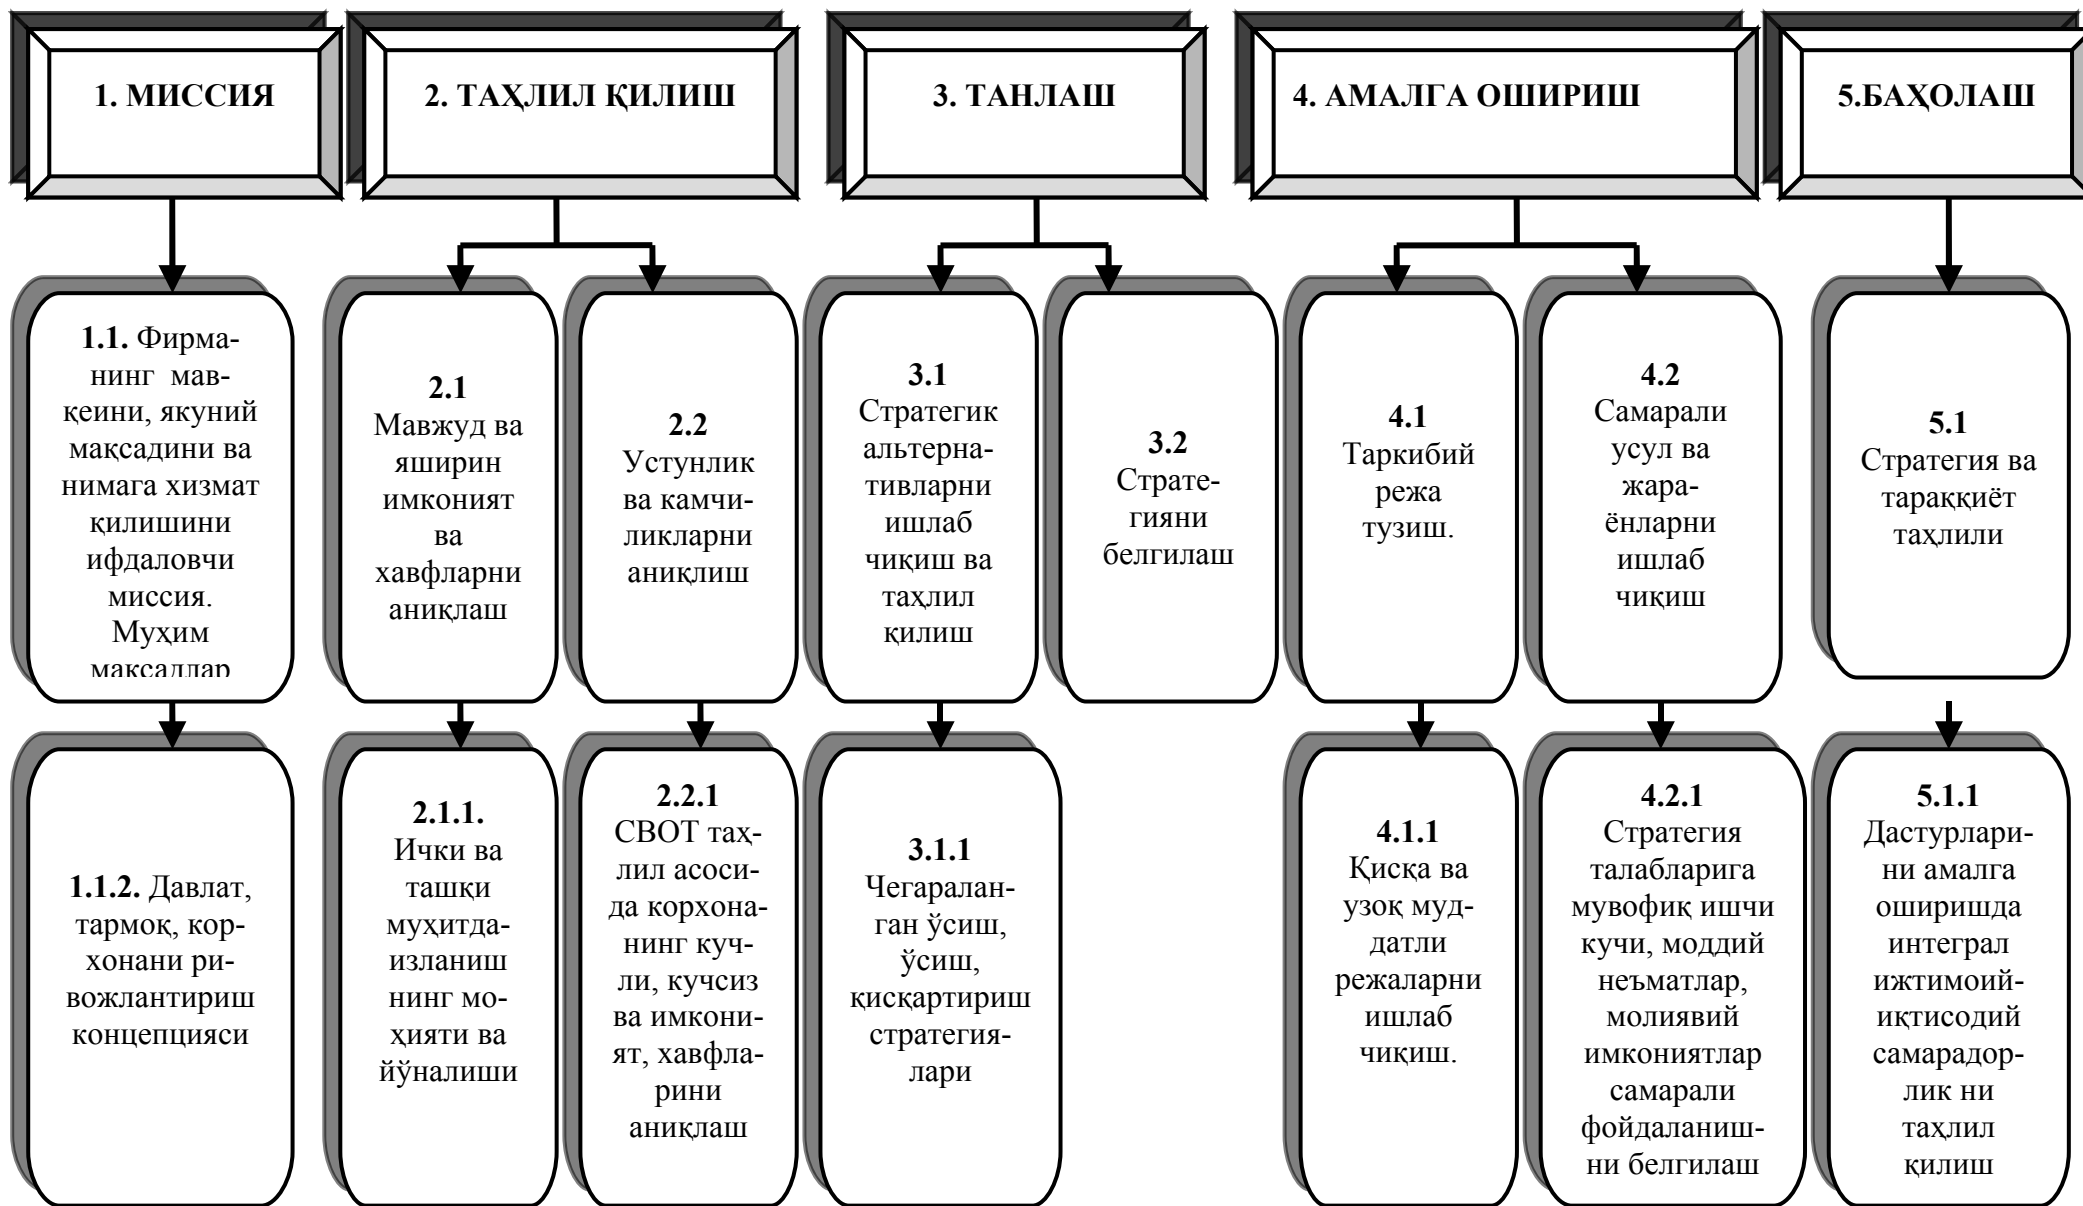 1. МИССИЯ
2. ТАҲЛИЛ ҚИЛИШ
3. ТАНЛАШ
4. АМАЛГА ОШИРИШ
5.БАҲОЛАШ
1.1. Фирма-
нинг мав-
қеини, якуний
мақсадини ва
нимага хизмат
қилишини
ифдаловчи
миссия.
Муҳим
мақсадлар
2.1
Мавжуд ва
яширин
имконият
ва
хавфларни
аниқлаш
2.2
Устунлик
ва камчи-
ликларни
аниқлиш
3.1
Стратегик
альтерна-
тивларни
ишлаб
чиқиш ва
таҳлил
қилиш
3.2
Страте-
гияни
белгилаш
4.1
Таркибий
режа
тузиш.
4.2
Самарали
усул ва
жара-
ёнларни
ишлаб
чиқиш
5.1
Стратегия ва
тараққиёт
таҳлили
1.1.2. Давлат,
тармоқ, кор-
хонани ри-
вожлантириш
концепцияси
2.1.1.
Ички ва
ташқи
муҳитда-
изланиш
нинг мо-
ҳияти ва
йўналиши
2.2.1
СВОТ таҳ-
лил асоси-
да корхона-
нинг куч-
ли, кучсиз
ва имкони-
ят, хавфла-
рини
аниқлаш
3.1.1
Чегаралан-
ган ўсиш,
ўсиш,
қисқартириш
стратегия-
лари
4.1.1
Қисқа ва
узоқ муд-
датли
режаларни
ишлаб
чиқиш.
4.2.1
Стратегия
талабларига
мувофиқ ишчи
кучи, моддий
неъматлар,
молиявий
имкониятлар
самарали
фойдаланиш-
ни белгилаш
5.1.1
Дастурлари-
ни амалга
оширишда
интеграл
ижтимоий-
иқтисодий
самарадор-
лик ни
таҳлил
қилиш